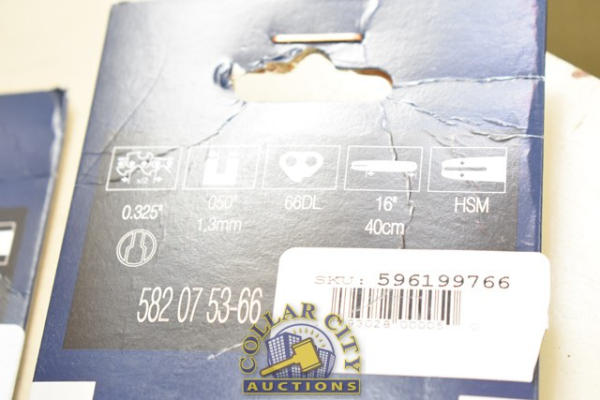 0.325" .050" 66DL 16" HSM
1,3mm 40cm
582 07 53-66
SKU: 596199766
COLLAR CITY
AUCTIONS